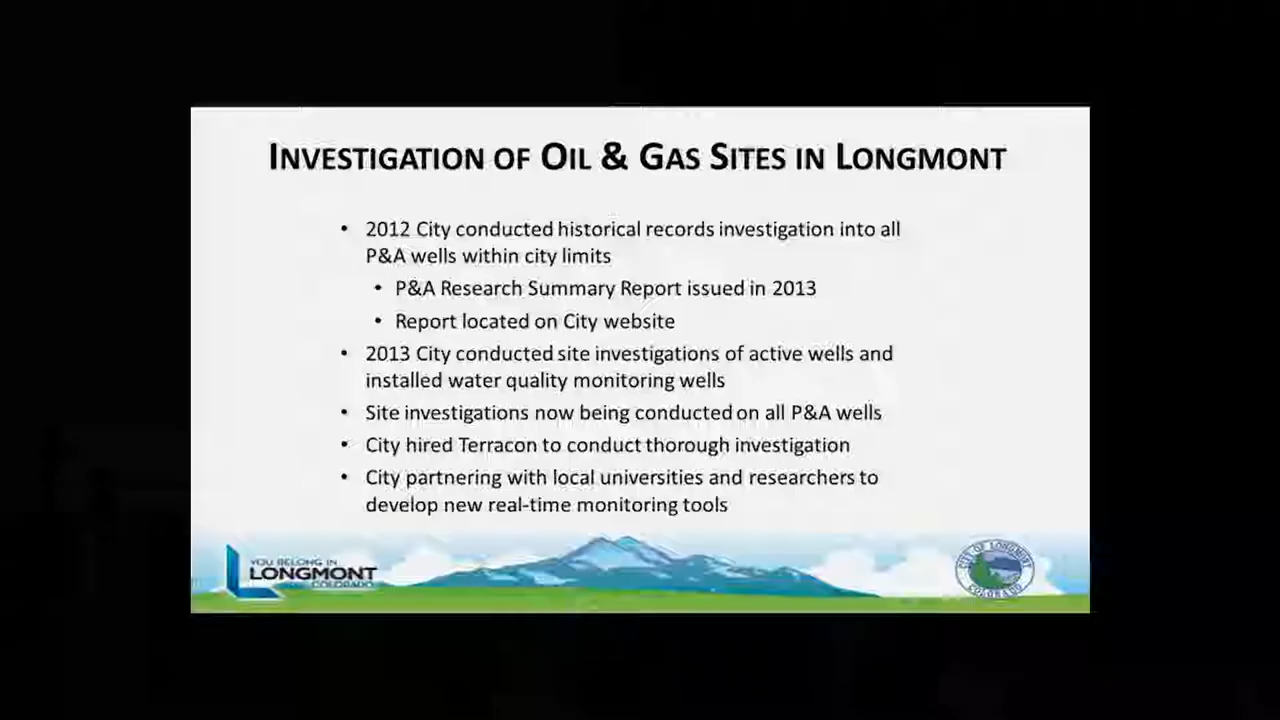 INVESTIGATION OF OIL & GAS SITES IN LONGMONT
• 2012 City conducted historical records investigation into all
P&A wells within city limits
• P&A Research Summary Report issued in 2013
• Report located on City website
• 2013 City conducted site investigations of active wells and
installed water quality monitoring wells
• Site investigations now being conducted on all P&A wells
• City hired Terracon to conduct thorough investigation
• City partnering with local universities and researchers to
develop new real-time monitoring tools
YOU BELONG IN
LONGMONT
COLORADO
CITY OF LONGMONT
COLORADO